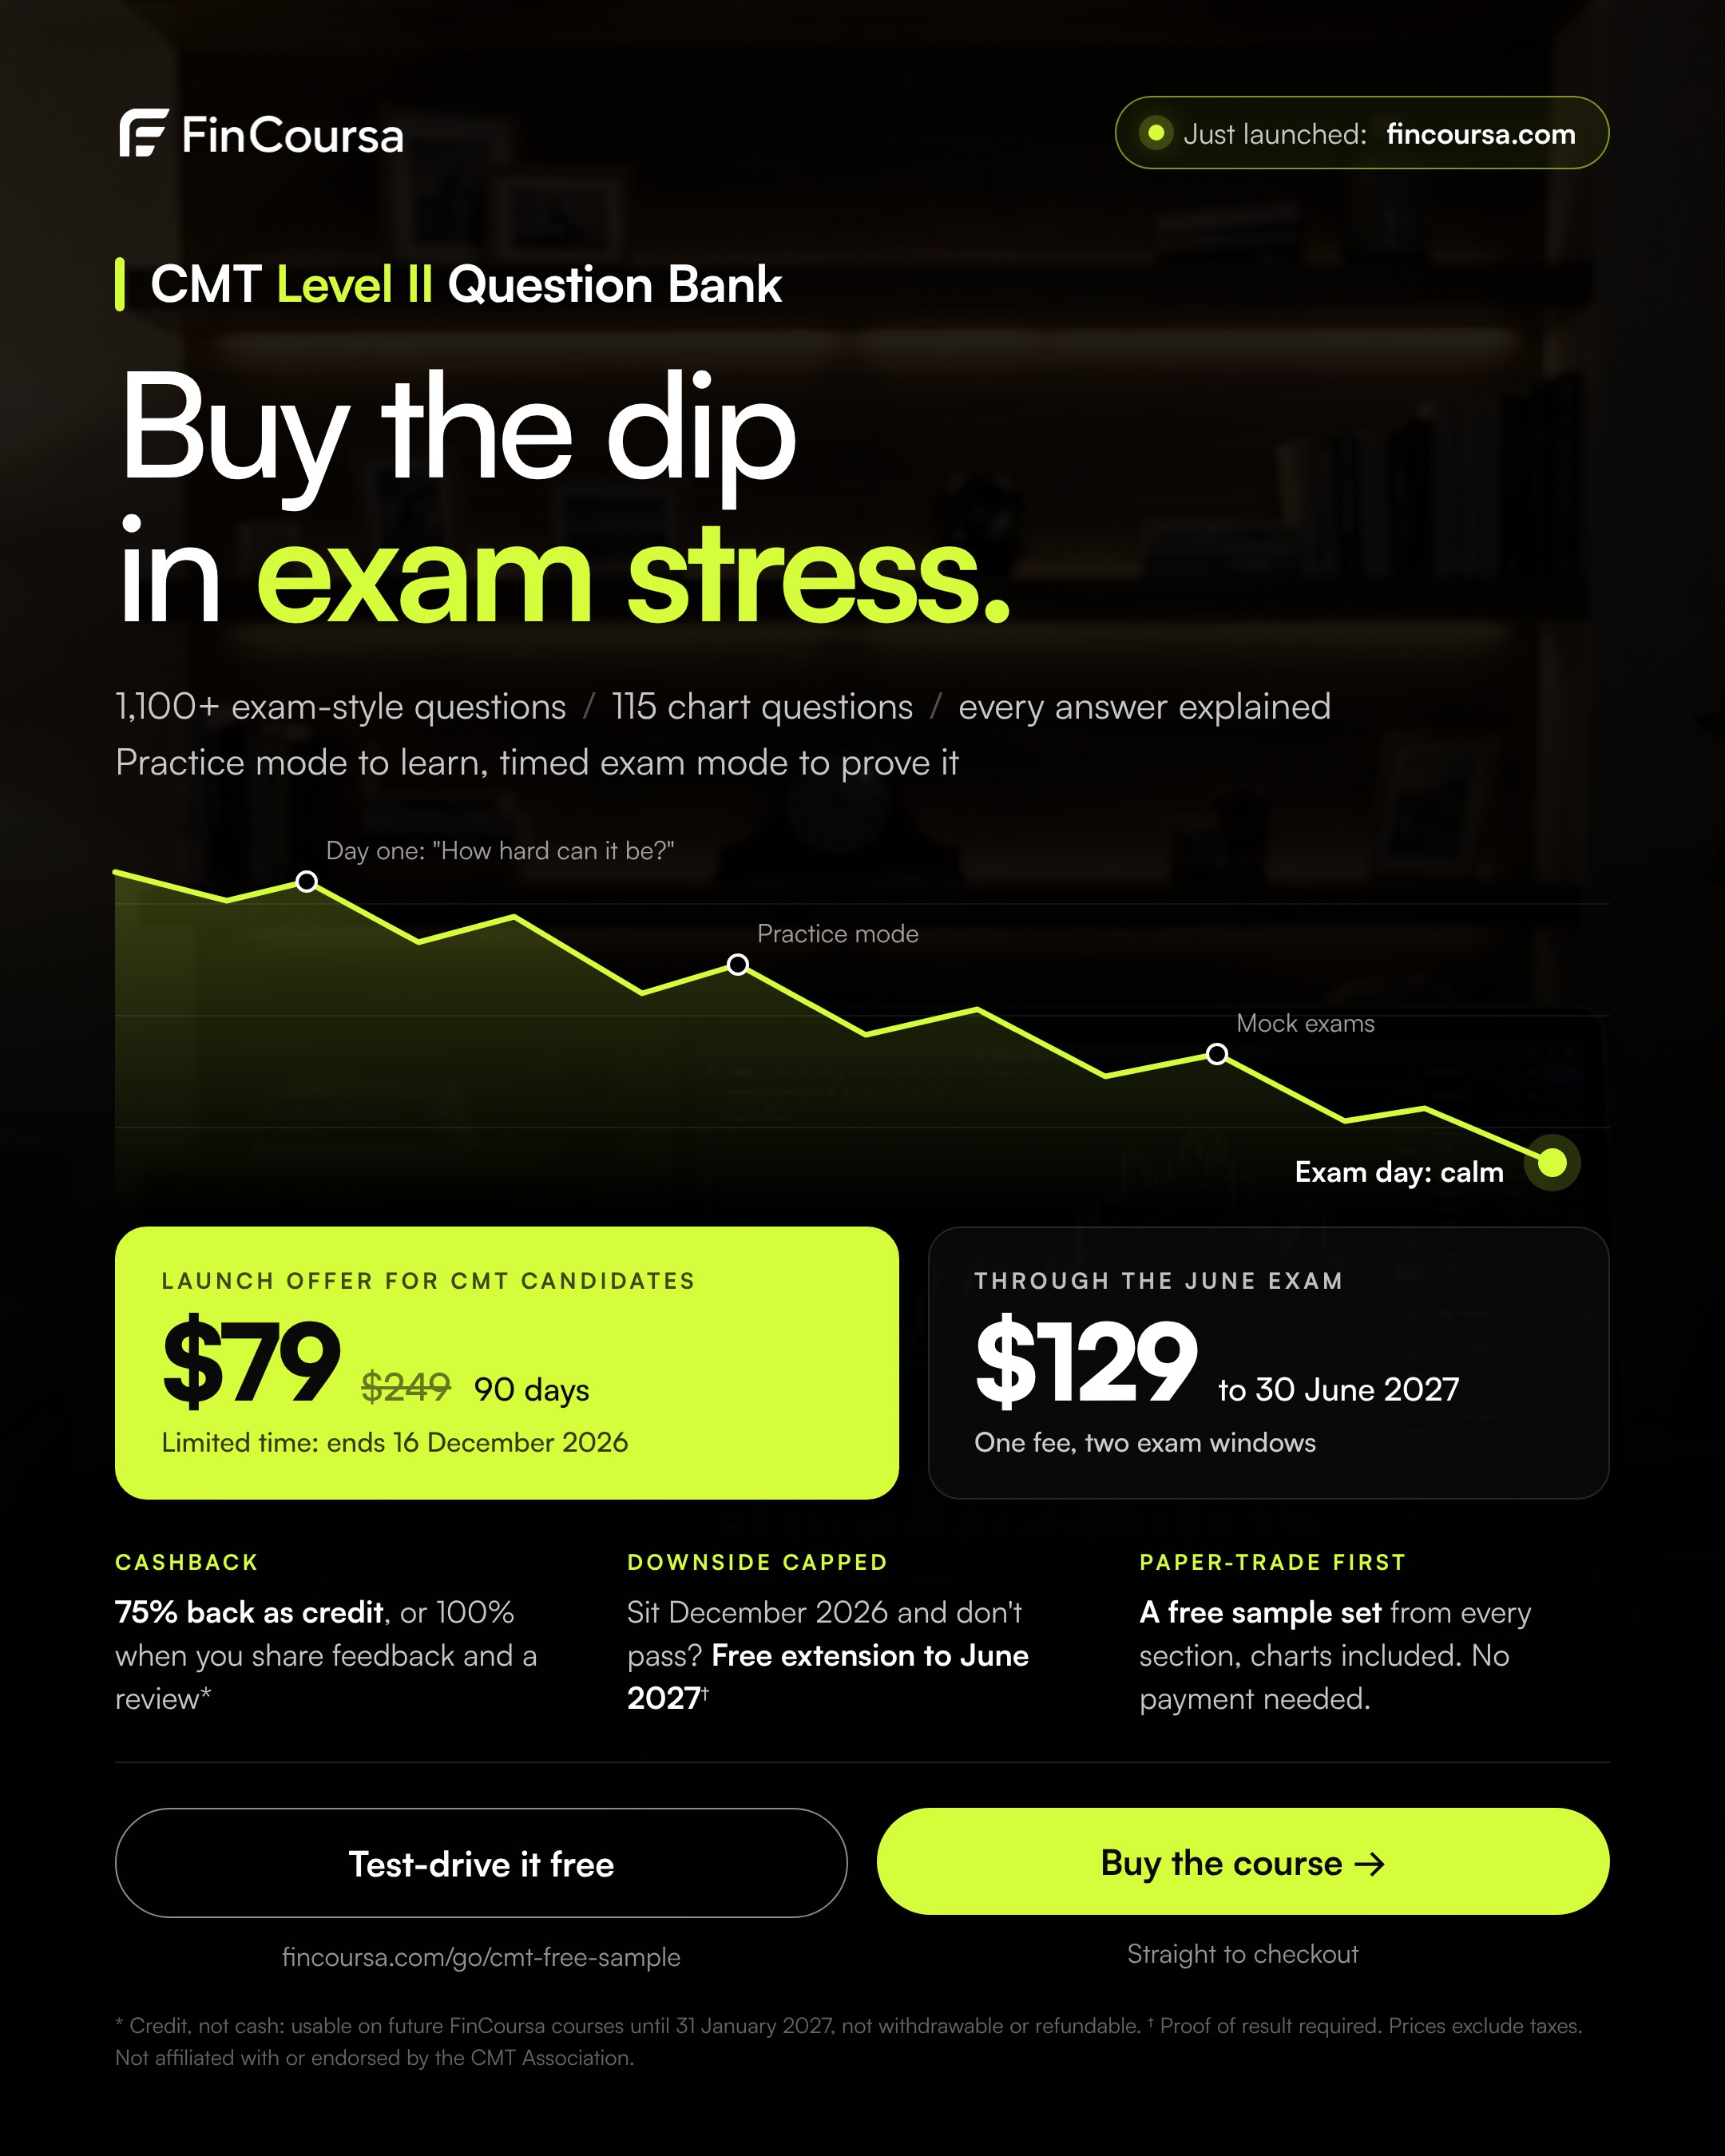 FinCoursa
Just launched: fincoursa.com
CMT Level II Question Bank
Buy the dip
in exam stress.
1,100+ exam-style questions / 115 chart questions / every answer explained
Practice mode to learn, timed exam mode to prove it
Day one: "How hard can it be?"
Practice mode
Mock exams
Exam day: calm
LAUNCH OFFER FOR CMT CANDIDATES
$79 $249 90 days
Limited time: ends 16 December 2026
THROUGH THE JUNE EXAM
$129 to 30 June 2027
One fee, two exam windows
CASHBACK
75% back as credit, or 100%
when you share feedback and a
review*
DOWNSIDE CAPPED
Sit December 2026 and don't
pass? Free extension to June
2027†
PAPER-TRADE FIRST
A free sample set from every
section, charts included. No
payment needed.
Test-drive it free
fincoursa.com/go/cmt-free-sample
Buy the course →
Straight to checkout
* Credit, not cash: usable on future FinCoursa courses until 31 January 2027, not withdrawable or refundable. † Proof of result required. Prices exclude taxes.
Not affiliated with or endorsed by the CMT Association.